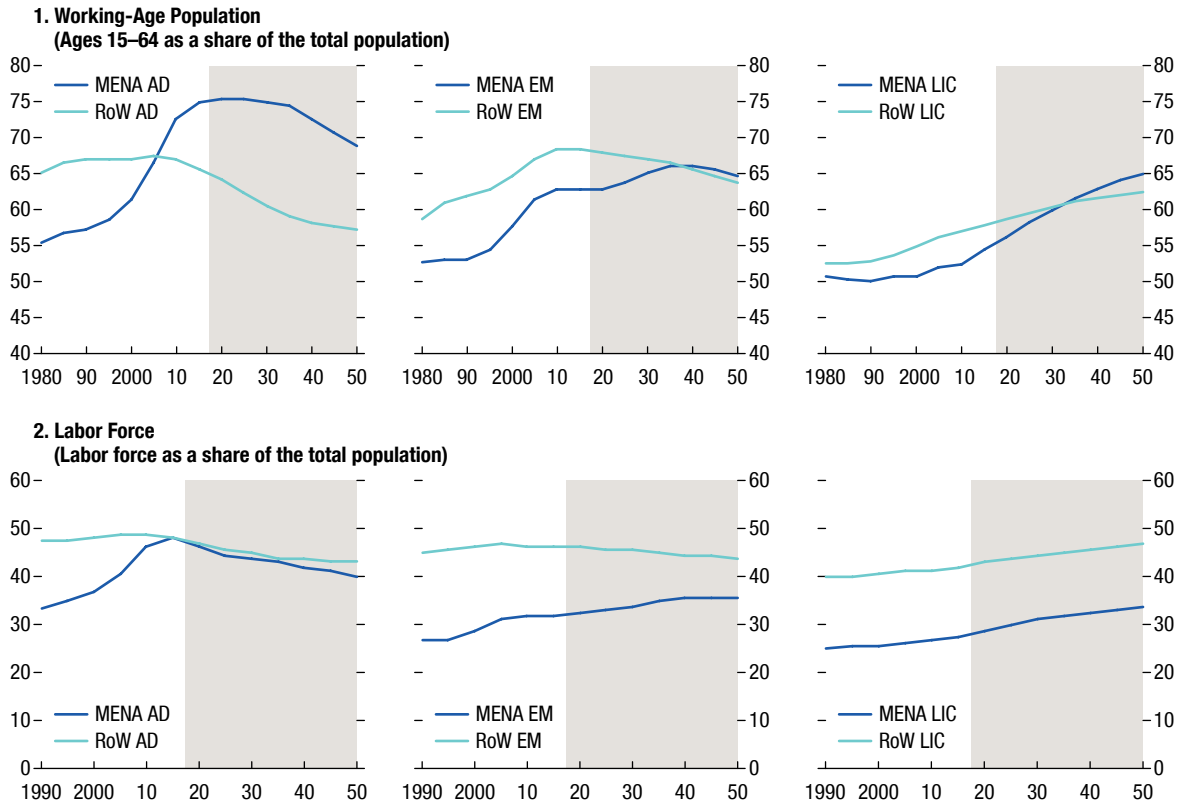 1. Working-Age Population
(Ages 15–64 as a share of the total population)
80 80 80
MENA AD MENA EM MENA LIC
75 75 75
RoW AD RoW EM RoW LIC
70 70 70
65 65 65
60 60 60
55 55 55
50 50 50
45 45 45
40 40 40
1980 90 2000 10 20 30 40 50 1980 90 2000 10 20 30 40 50 1980 90 2000 10 20 30 40 50
2. Labor Force
(Labor force as a share of the total population)
60 60 60
50 50 50
40 40 40
30 30 30
20 20 20
MENA AD MENA EM MENA LIC
10 10 10
RoW AD RoW EM RoW LIC
0 0 0
1990 2000 10 20 30 40 50 1990 2000 10 20 30 40 50 1990 2000 10 20 30 40 50